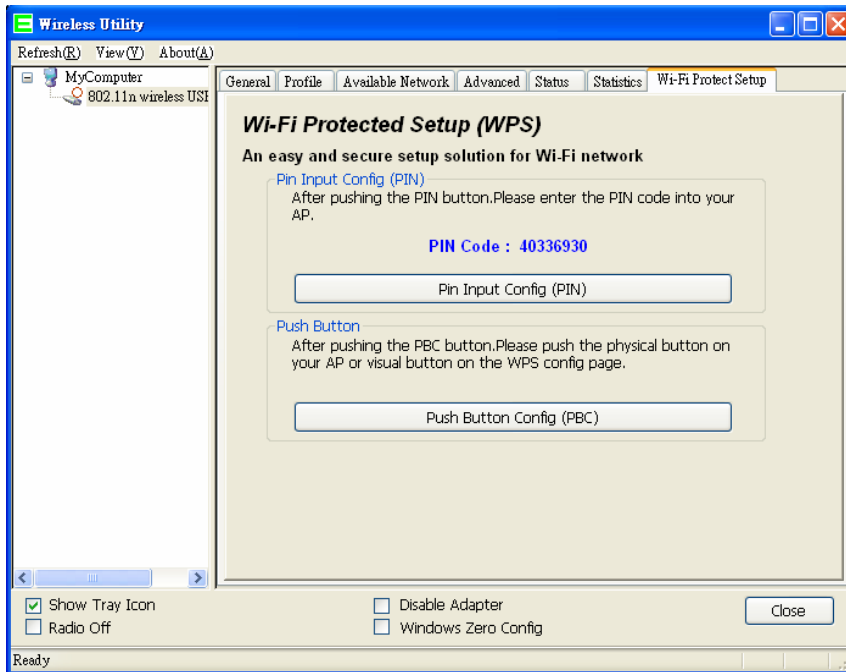 Wireless Utility
Refresh(R) View(V) About(A)
MyComputer
802.11n wireless USB
General Profile Available Network Advanced Status Statistics Wi-Fi Protect Setup
Wi-Fi Protected Setup (WPS)
An easy and secure setup solution for Wi-Fi network
Pin Input Config (PIN)
After pushing the PIN button.Please enter the PIN code into your
AP.
PIN Code : 40336930
Pin Input Config (PIN)
Push Button
After pushing the PBC button.Please push the physical button on
your AP or visual button on the WPS config page.
Push Button Config (PBC)
Show Tray Icon
Disable Adapter
Close
Radio Off
Windows Zero Config
Ready